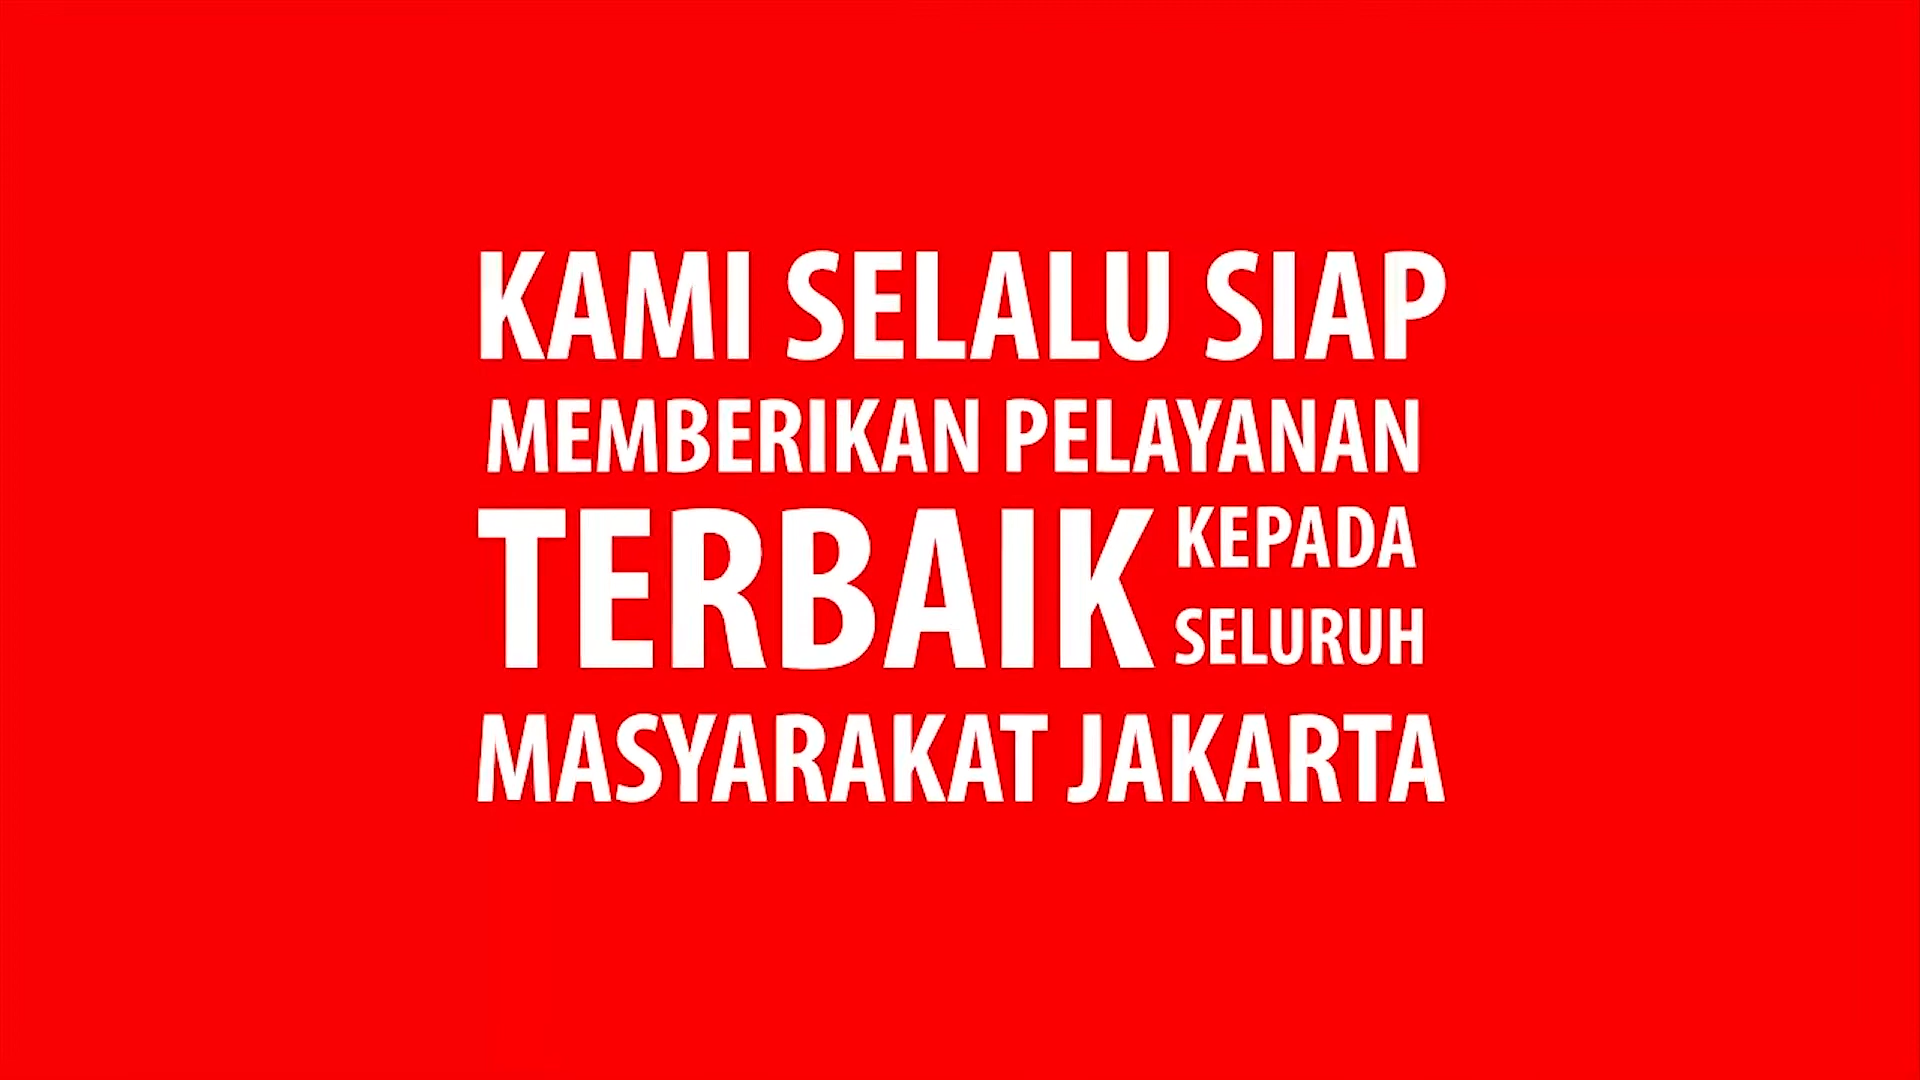 KAMI SELALU SIAP
MEMBERIKAN PELAYANAN
TERBAIK KEPADA
SELURUH
MASYARAKAT JAKARTA